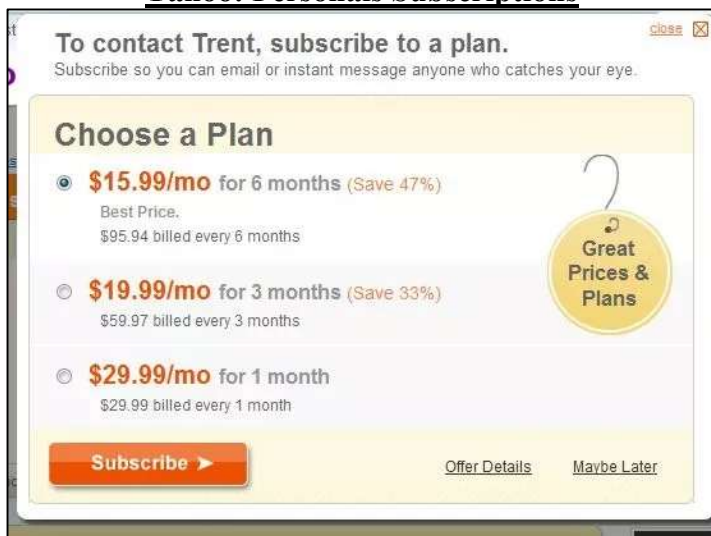 To contact Trent, subscribe to a plan.
close
Subscribe so you can email or instant message anyone who catches your eye.
Choose a Plan
$15.99/mo for 6 months (Save 47%)
Best Price.
$95.94 billed every 6 months
Great
Prices &
Plans
$19.99/mo for 3 months (Save 33%)
$59.97 billed every 3 months
$29.99/mo for 1 month
$29.99 billed every 1 month
Subscribe ➤
Offer Details
Maybe Later